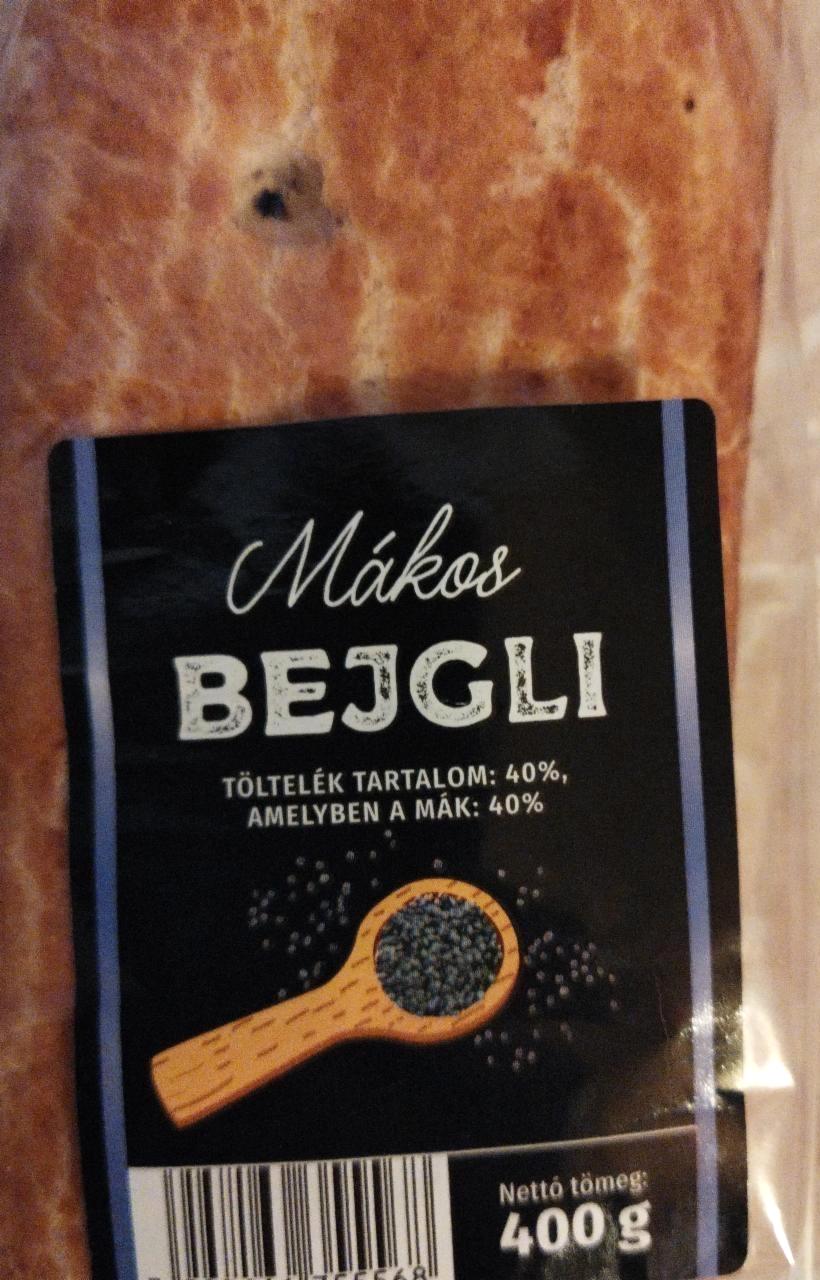 Mákos
BEJGLI
TÖLTELÉK TARTALOM: 40%,
AMELYBEN A MÁK: 40%
Nettó tömeg:
400 g